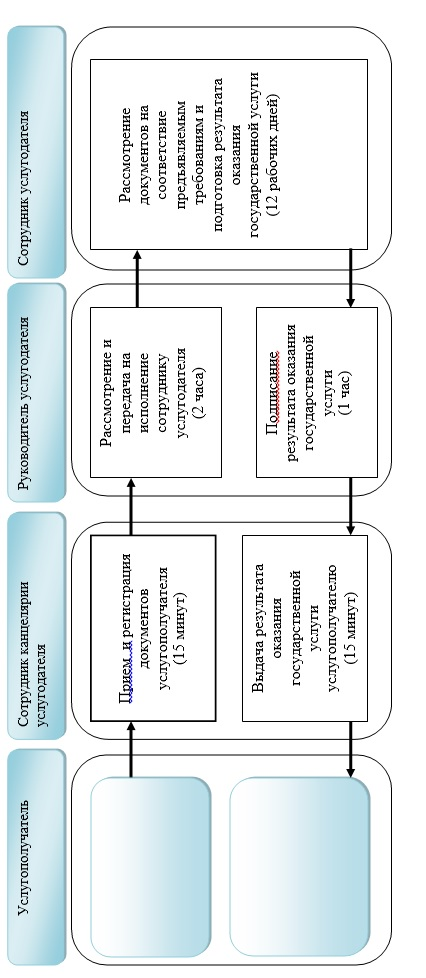 Услугополучатель
Сотрудник канцелярии
услугодателя
Руководитель услугодателя
Сотрудник услугодателя
Прием и регистрация
документов
услугополучателя
(15 минут)
Рассмотрение и
передача на
исполнение
сотруднику
услугодателя
(2 часа)
Рассмотрение
документов на
соответствие
предъявляемым
требованиям и
подготовка результата
оказания
государственной услуги
(12 рабочих дней)
Подписание
результата оказания
государственной
услуги
(1 час)
Выдача результата
оказания
государственной
услуги
услугополучателю
(15 минут)